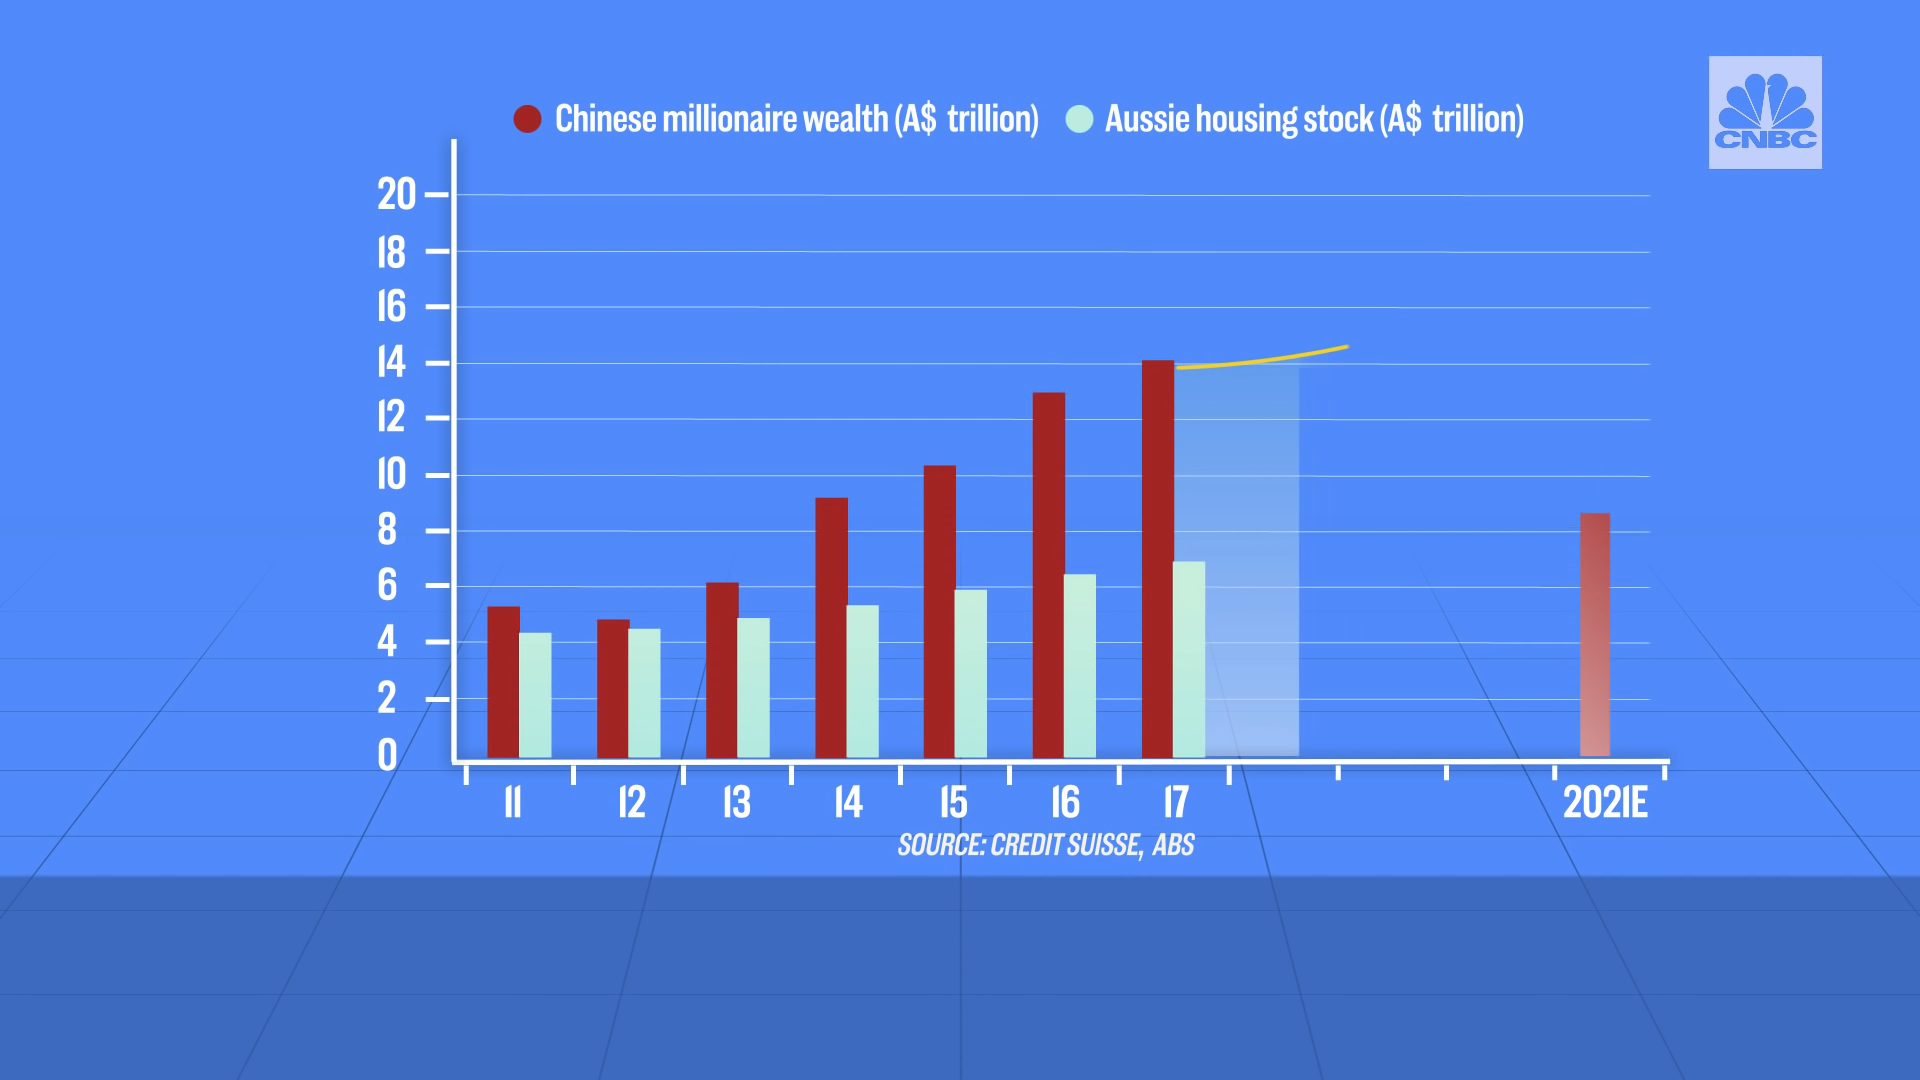 Chinese millionaire wealth (A$ trillion) Aussie housing stock (A$ trillion)
CNBC
20
18
16
14
12
10
8
6
4
2
0
11 12 13 14 15 16 17 2021E
SOURCE: CREDIT SUISSE, ABS